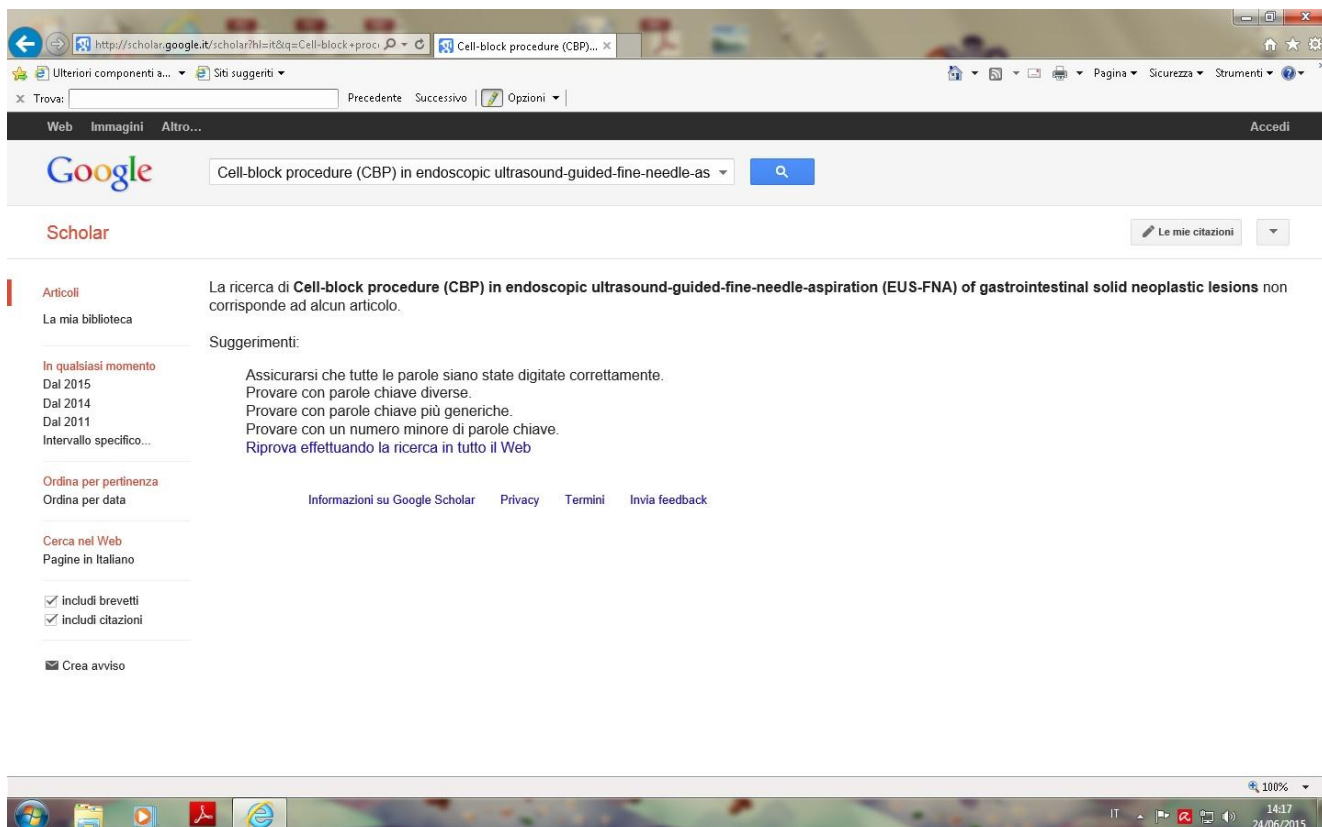 http://scholar.google.it/scholar?hl=it&q=Cell-block+proc
Cell-block procedure (CBP)...
Ulteriori componenti a...
Siti suggeriti
Pagina
Sicurezza
Strumenti
Trova:
Precedente
Successivo
Opzioni
Web Immagini Altro...
Accedi
Google
Cell-block procedure (CBP) in endoscopic ultrasound-guided-fine-needle-as
Scholar
Le mie citazioni
Articoli
La mia biblioteca
In qualsiasi momento
Dal 2015
Dal 2014
Dal 2011
Intervallo specifico...
Ordina per pertinenza
Ordina per data
Cerca nel Web
Pagine in Italiano
includi brevetti
includi citazioni
Crea avviso
La ricerca di Cell-block procedure (CBP) in endoscopic ultrasound-guided-fine-needle-aspiration (EUS-FNA) of gastrointestinal solid neoplastic lesions non
corrisponde ad alcun articolo.
Suggerimenti:
Assicurarsi che tutte le parole siano state digitate correttamente.
Provare con parole chiave diverse.
Provare con parole chiave più generiche.
Provare con un numero minore di parole chiave.
Riprova effettuando la ricerca in tutto il Web
Informazioni su Google Scholar Privacy Termini Invia feedback
100%
IT
14:17
24/06/2015